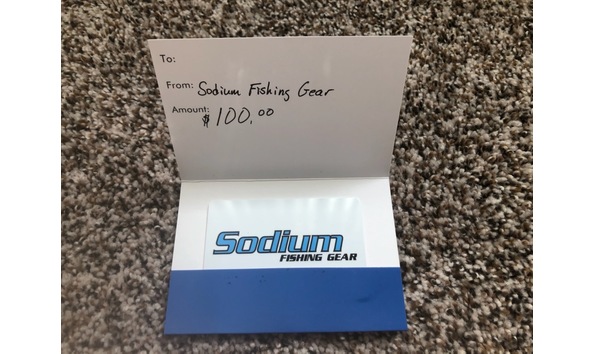 To:
From: Sodium Fishing Gear
Amount: $100.00
Sodium
FISHING GEAR